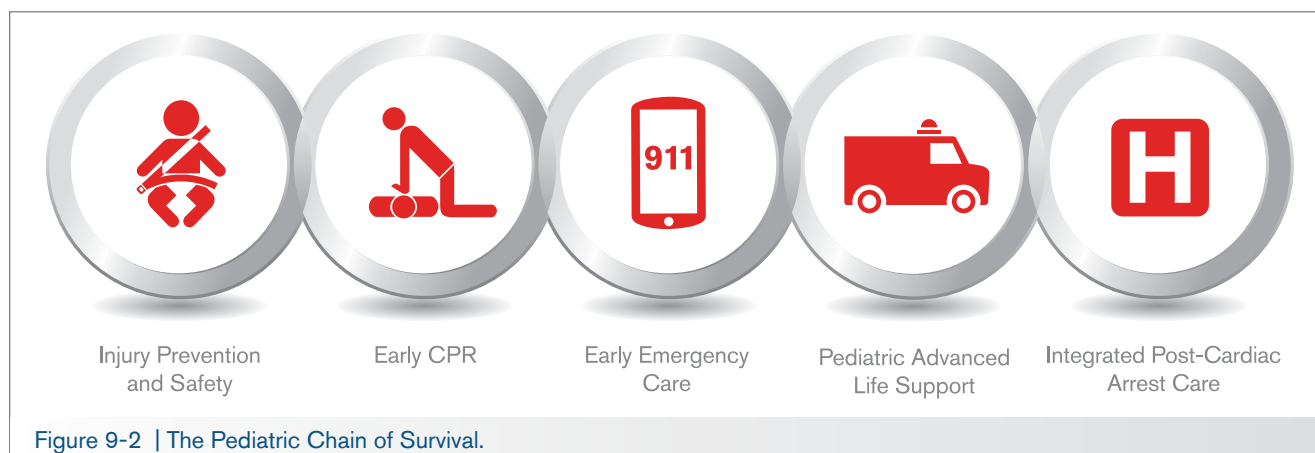 911
H
Injury Prevention
and Safety
Early CPR
Early Emergency
Care
Pediatric Advanced
Life Support
Integrated Post-Cardiac
Arrest Care
Figure 9-2 | The Pediatric Chain of Survival.